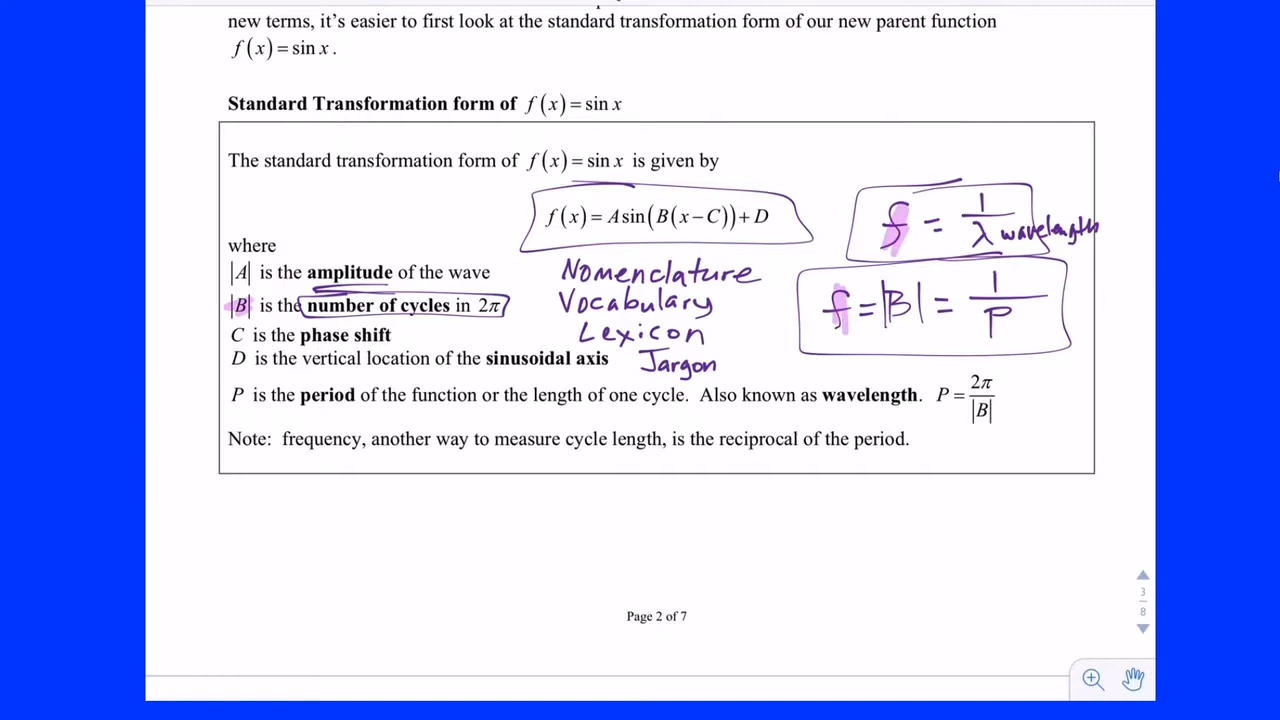 new terms, it's easier to first look at the standard transformation form of our new parent function
f(x) = sin x.
Standard Transformation form of f(x) = sin x
The standard transformation form of f(x) = sin x is given by
f(x) = A sin(B(x − C)) + D
f = 1/λ wavelength
where
|A| is the amplitude of the wave
Nomenclature
|B| is the number of cycles in 2π
Vocabulary
f = |B| = 1/P
C is the phase shift
Lexicon
D is the vertical location of the sinusoidal axis
Jargon
P is the period of the function or the length of one cycle. Also known as wavelength. P = 2π/|B|
Note: frequency, another way to measure cycle length, is the reciprocal of the period.
3
8
Page 2 of 7